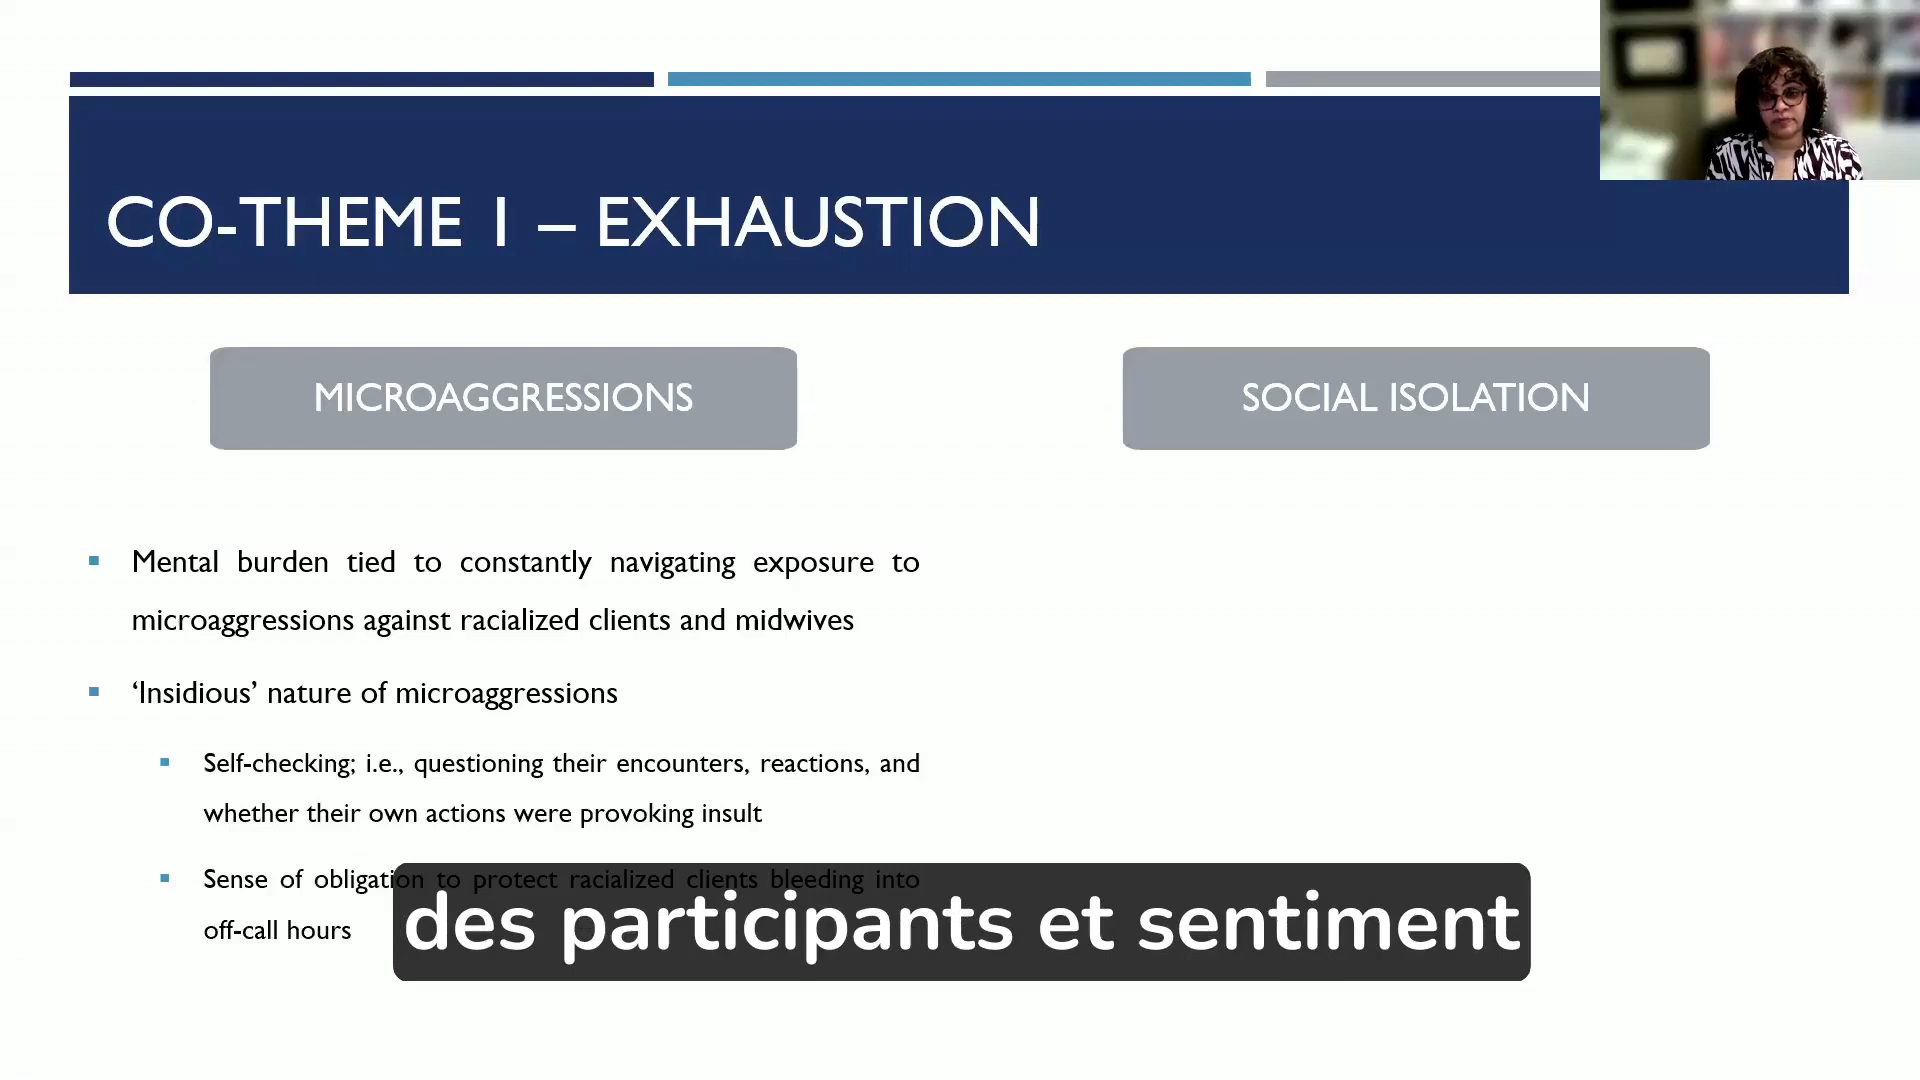 CO-THEME 1 – EXHAUSTION
MICROAGGRESSIONS
SOCIAL ISOLATION
Mental burden tied to constantly navigating exposure to
microaggressions against racialized clients and midwives
‘Insidious’ nature of microaggressions
Self-checking; i.e., questioning their encounters, reactions, and
whether their own actions were provoking insult
Sense of obligation to protect racialized clients bleeding into
off-call hours
des participants et sentiment